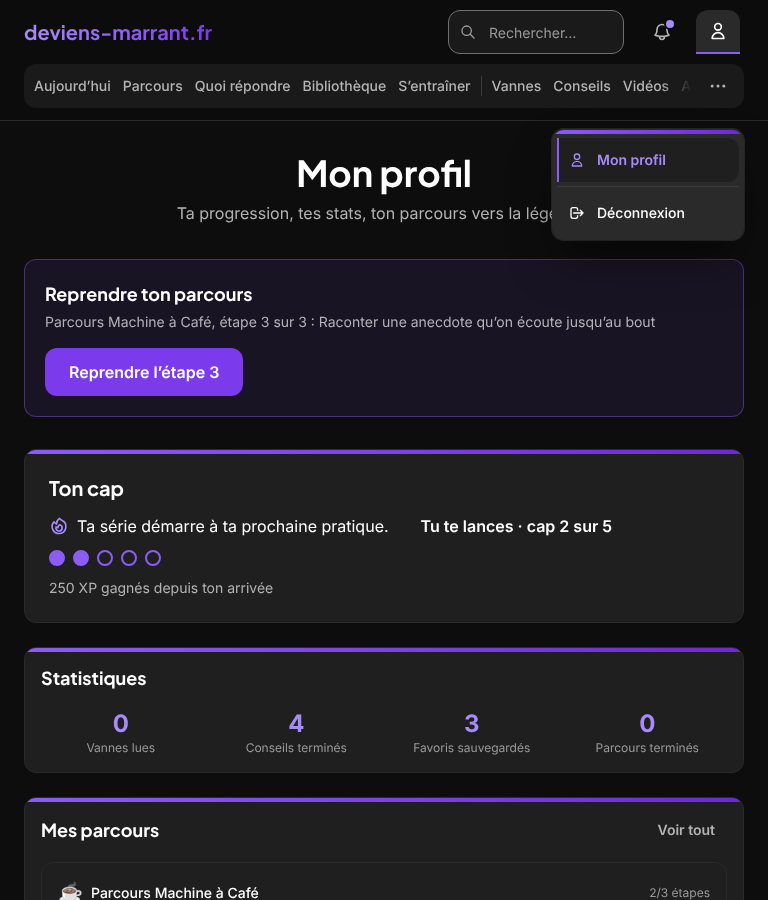 deviens-marrant.fr
Rechercher...
Aujourd’hui Parcours Quoi répondre Bibliothèque S’entraîner Vannes Conseils Vidéos
Mon profil
Déconnexion
Mon profil
Ta progression, tes stats, ton parcours vers la
Reprendre ton parcours
Parcours Machine à Café, étape 3 sur 3 : Raconter une anecdote qu’on écoute jusqu’au bout
Reprendre l’étape 3
Ton cap
Ta série démarre à ta prochaine pratique. Tu te lances · cap 2 sur 5
250 XP gagnés depuis ton arrivée
Statistiques
0 4 3 0
Vannes lues Conseils terminés Favoris sauvegardés Parcours terminés
Mes parcours Voir tout
Parcours Machine à Café 2/3 étapes